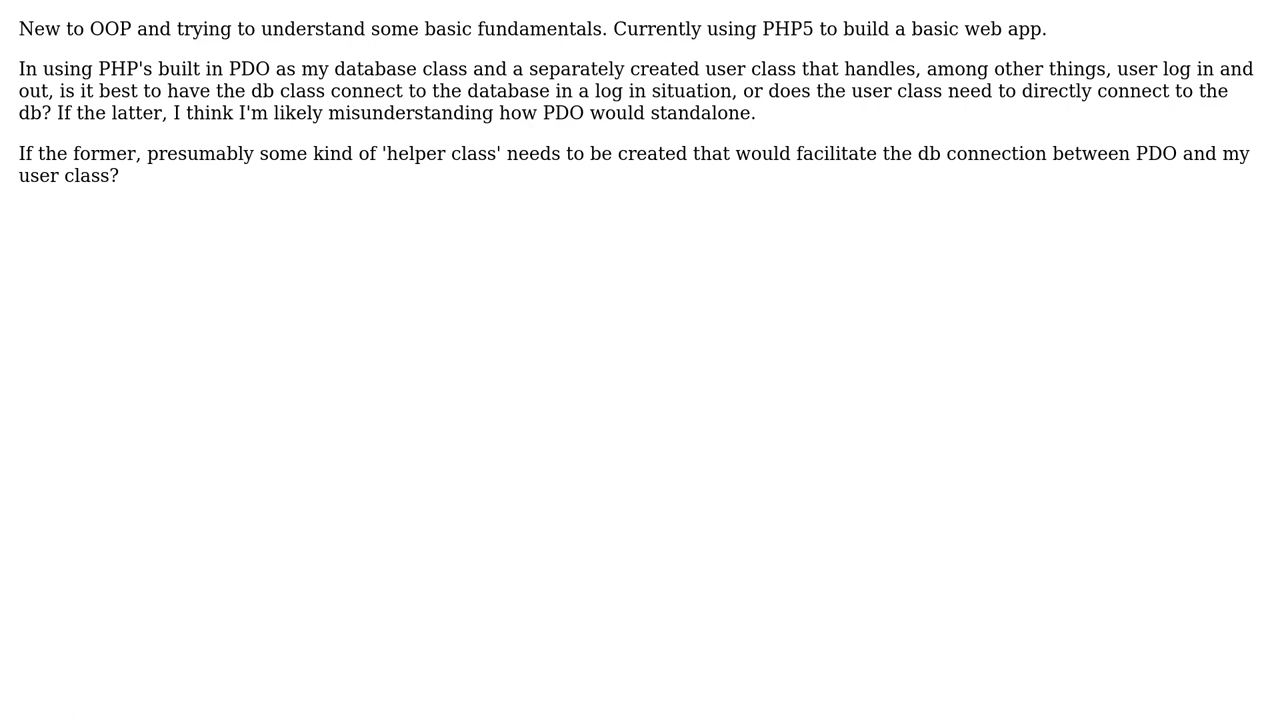 New to OOP and trying to understand some basic fundamentals. Currently using PHP5 to build a basic web app.
In using PHP's built in PDO as my database class and a separately created user class that handles, among other things, user log in and
out, is it best to have the db class connect to the database in a log in situation, or does the user class need to directly connect to the
db? If the latter, I think I'm likely misunderstanding how PDO would standalone.
If the former, presumably some kind of 'helper class' needs to be created that would facilitate the db connection between PDO and my
user class?